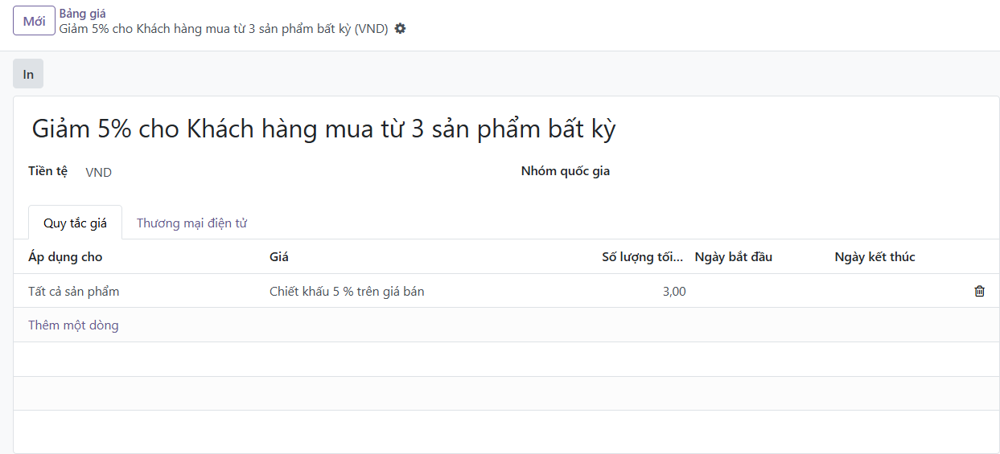 Mới
Bảng giá
Giảm 5% cho Khách hàng mua từ 3 sản phẩm bất kỳ (VND)
In
Giảm 5% cho Khách hàng mua từ 3 sản phẩm bất kỳ
Tiền tệ VND Nhóm quốc gia
Quy tắc giá Thương mại điện tử
Áp dụng cho Giá Số lượng tối... Ngày bắt đầu Ngày kết thúc
Tất cả sản phẩm Chiết khấu 5 % trên giá bán 3,00
Thêm một dòng